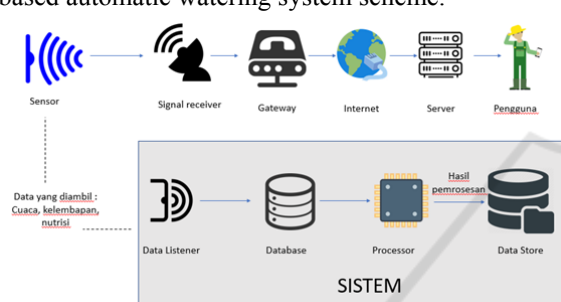 based automatic watering system scheme.
Sensor
Signal receiver
Gateway
Internet
Server
Pengguna
Data yang diambil :
Cuaca, kelembapan,
nutrisi
Hasil
pemrosesan
Data Listener
Database
Processor
Data Store
SISTEM